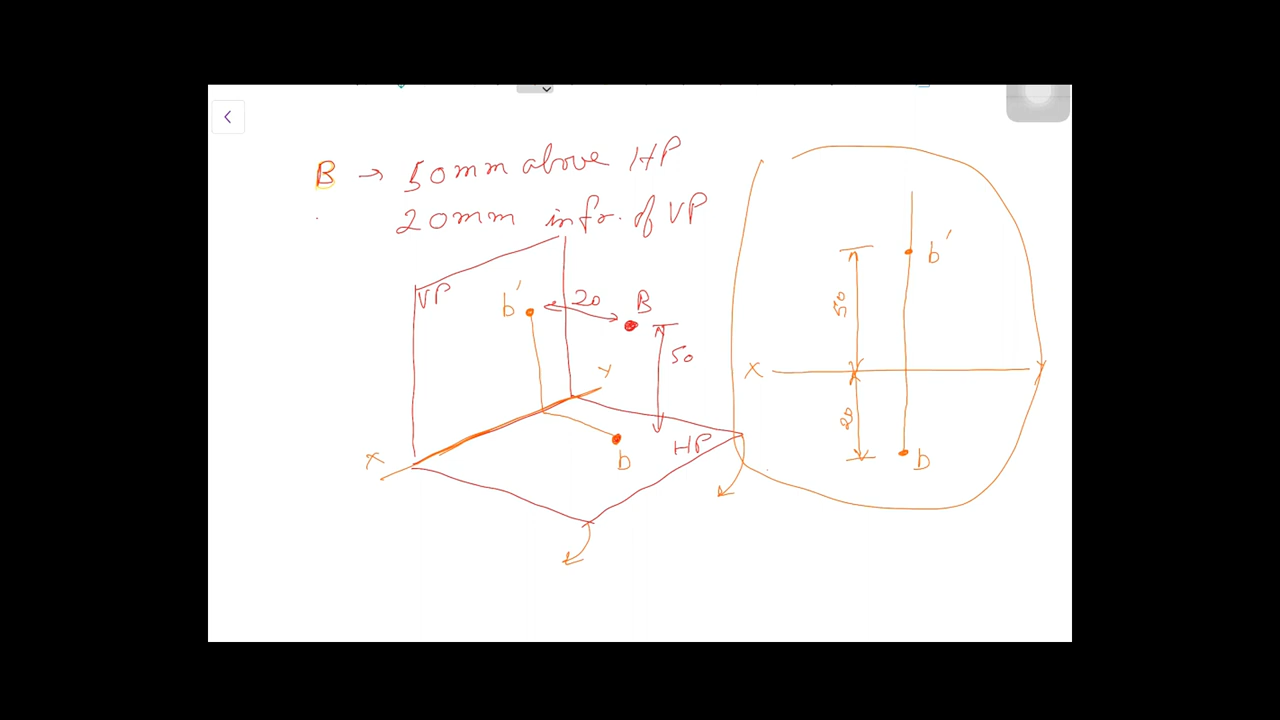 B → 50mm above HP
20mm infr. of VP
VP
b'
20
B
50
Y
X
HP
b
b'
50
X
Y
20
b